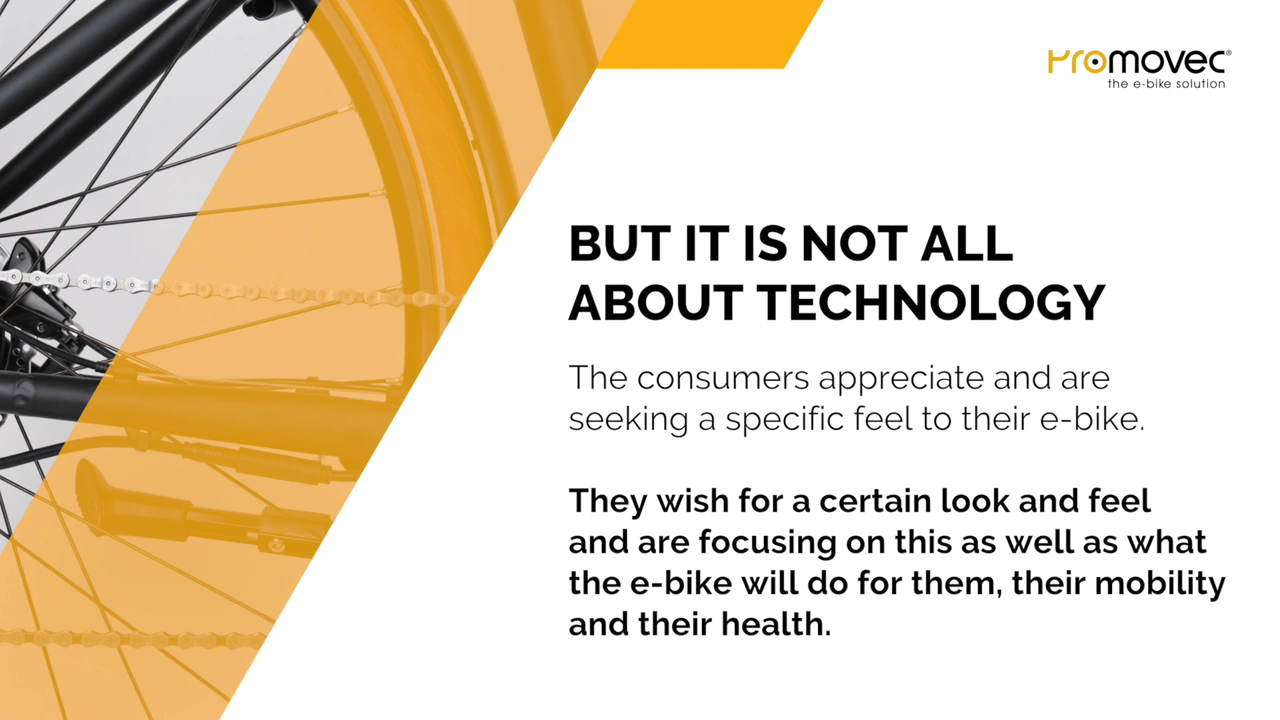 Promovec®
the e-bike solution
BUT IT IS NOT ALL
ABOUT TECHNOLOGY
The consumers appreciate and are
seeking a specific feel to their e-bike.
They wish for a certain look and feel
and are focusing on this as well as what
the e-bike will do for them, their mobility
and their health.